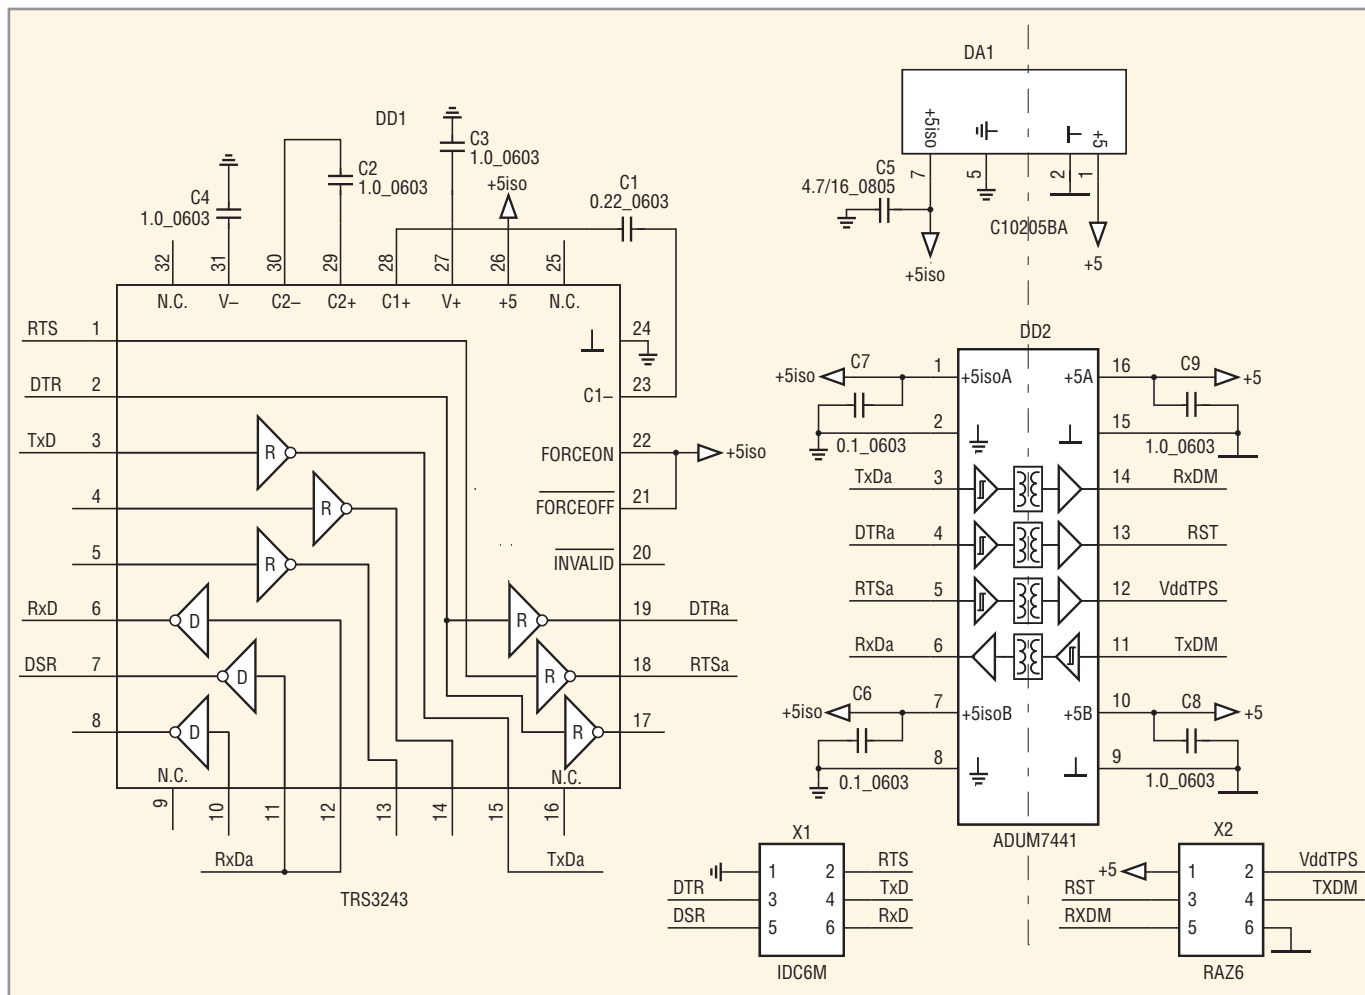 DD1
C4
1.0_0603
C2
1.0_0603
C3
1.0_0603
+5iso
C1
0.22_0603
32
31
30
29
28
27
26
25
N.C.
V–
C2–
C2+
C1+
V+
+5
N.C.
RTS
1
24
DTR
2
C1–
23
TxD
3
R
FORCEON
22
+5iso
4
R
FORCEOFF
21
5
R
INVALID
20
RxD
6
D
R
19
DTRa
DSR
7
D
R
18
RTSa
8
D
R
17
N.C.
N.C.
9
10
11
12
13
14
15
16
RxDa
TxDa
TRS3243
DA1
+5iso
+5
7
5
2
1
C5
4.7/16_0805
C10205BA
+5iso
+5
DD2
C7
+5iso
1
+5isoA
+5A
16
C9
+5
2
15
0.1_0603
1.0_0603
TxDa
3
14
RxDM
DTRa
4
13
RST
RTSa
5
12
VddTPS
RxDa
6
11
TxDM
C6
+5iso
7
+5isoB
+5B
10
C8
+5
8
9
0.1_0603
1.0_0603
ADUM7441
X1
1
2
RTS
DTR
3
4
TxD
DSR
5
6
RxD
IDC6M
X2
+5
1
2
VddTPS
RST
3
4
TXDM
RXDM
5
6
RAZ6